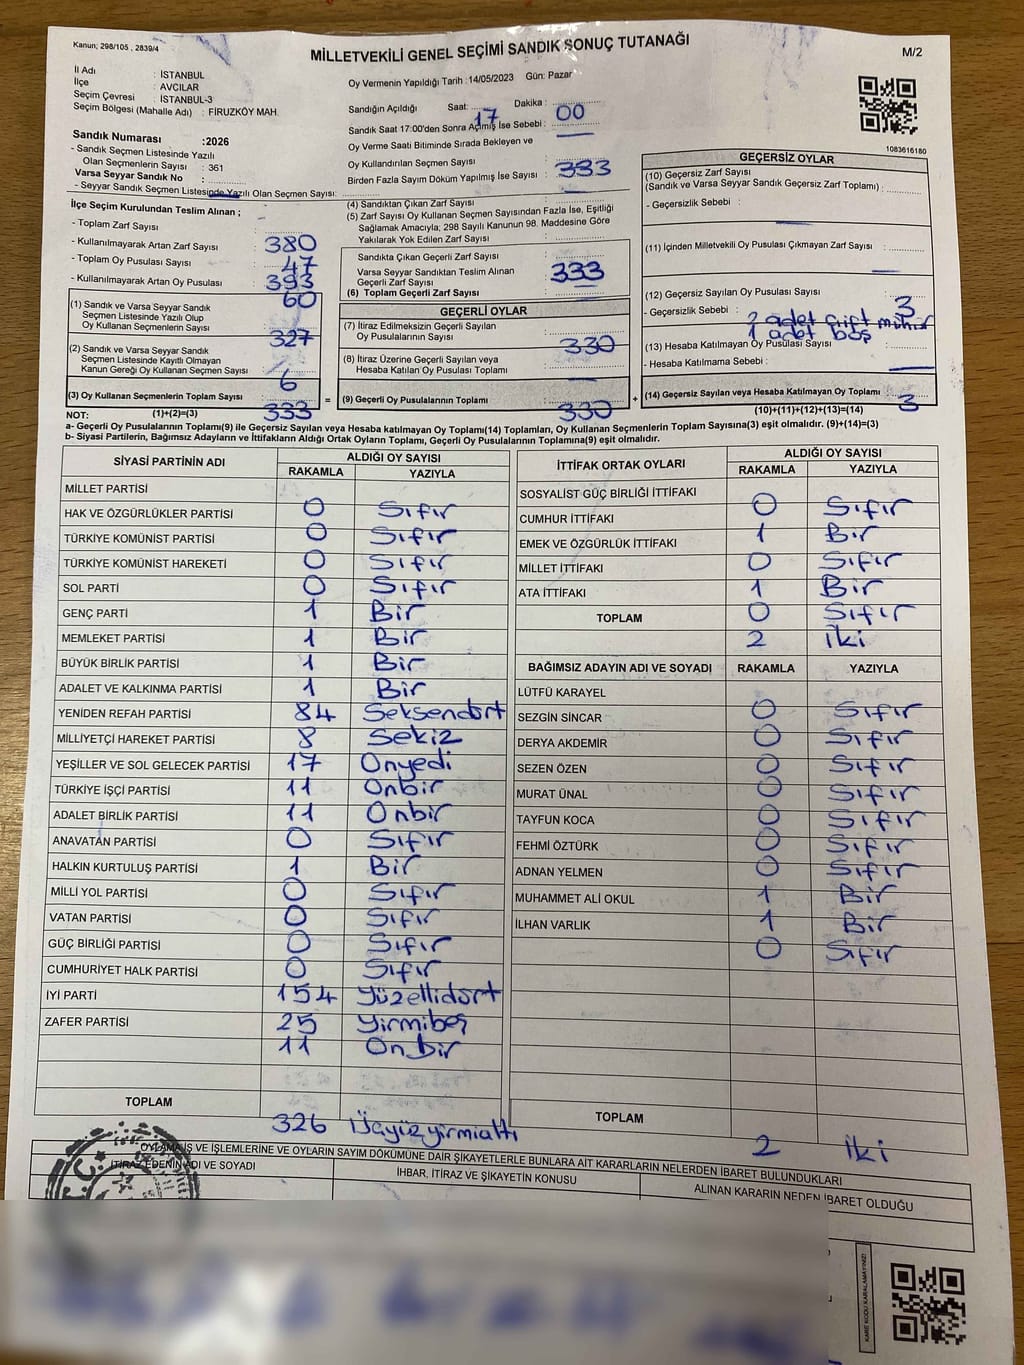 Kanun; 298/105 , 2839/4
MİLLETVEKİLİ GENEL SEÇİMİ SANDIK SONUÇ TUTANAĞI
M/2
İl Adı : İSTANBUL
İlçe : AVCILAR
Seçim Çevresi : İSTANBUL-3
Seçim Bölgesi (Mahalle Adı) : FİRUZKÖY MAH.
Oy Vermenin Yapıldığı Tarih : 14/05/2023 Gün: Pazar
Sandığın Açıldığı Saat: 17 Dakika : 00
Sandık Saat 17:00'den Sonra Açılmış İse Sebebi :
Oy Verme Saati Bitiminde Sırada Bekleyen ve
Oy Kullandırılan Seçmen Sayısı
Birden Fazla Sayım Döküm Yapılmış İse Sayısı : 333
1083616180
Sandık Numarası :2026
- Sandık Seçmen Listesinde Yazılı
Olan Seçmenlerin Sayısı : 361
Varsa Seyyar Sandık No :
- Seyyar Sandık Seçmen Listesinde Yazılı Olan Seçmen Sayısı:
İlçe Seçim Kurulundan Teslim Alınan ;
- Toplam Zarf Sayısı
- Kullanılmayarak Artan Zarf Sayısı : 380
- Toplam Oy Pusulası Sayısı : 47
- Kullanılmayarak Artan Oy Pusulası : 393
60
(1) Sandık ve Varsa Seyyar Sandık
Seçmen Listesinde Yazılı Olup
Oy Kullanan Seçmenlerin Sayısı : 327
(2) Sandık ve Varsa Seyyar Sandık
Seçmen Listesinde Kayıtlı Olmayan
Kanun Gereği Oy Kullanan Seçmen Sayısı :
6
(3) Oy Kullanan Seçmenlerin Toplam Sayısı : 333
(1)+(2)=(3)
(4) Sandıktan Çıkan Zarf Sayısı :
(5) Zarf Sayısı Oy Kullanan Seçmen Sayısından Fazla İse, Eşitliği
Sağlamak Amacıyla; 298 Sayılı Kanunun 98. Maddesine Göre
Yakılarak Yok Edilen Zarf Sayısı :
Sandıkta Çıkan Geçerli Zarf Sayısı :
Varsa Seyyar Sandıktan Teslim Alınan
Geçerli Zarf Sayısı : 333
(6) Toplam Geçerli Zarf Sayısı :
GEÇERLİ OYLAR
(7) İtiraz Edilmeksizin Geçerli Sayılan
Oy Pusulalarının Sayısı : 330
(8) İtiraz Üzerine Geçerli Sayılan veya
Hesaba Katılan Oy Pusulası Toplamı :
= (9) Geçerli Oy Pusulalarının Toplamı : 330
GEÇERSİZ OYLAR
(10) Geçersiz Zarf Sayısı
(Sandık ve Varsa Seyyar Sandık Geçersiz Zarf Toplamı) :
- Geçersizlik Sebebi :
(11) İçinden Milletvekili Oy Pusulası Çıkmayan Zarf Sayısı :
(12) Geçersiz Sayılan Oy Pusulası Sayısı : 3
- Geçersizlik Sebebi : 2 adet çift mühür
1 adet boş
(13) Hesaba Katılmayan Oy Pusulası Sayısı :
- Hesaba Katılmama Sebebi :
+ (14) Geçersiz Sayılan veya Hesaba Katılmayan Oy Toplamı : 3
(10)+(11)+(12)+(13)=(14)
NOT:
a- Geçerli Oy Pusulalarının Toplamı(9) ile Geçersiz Sayılan veya Hesaba katılmayan Oy Toplamı(14) Toplamları, Oy Kullanan Seçmenlerin Toplam Sayısına(3) eşit olmalıdır. (9)+(14)=(3)
b- Siyasi Partilerin, Bağımsız Adayların ve İttifakların Aldığı Ortak Oyların Toplamı, Geçerli Oy Pusulalarının Toplamına(9) eşit olmalıdır.
SİYASİ PARTİNİN ADI ALDIĞI OY SAYISI
RAKAMLA YAZIYLA
MİLLET PARTİSİ
HAK VE ÖZGÜRLÜKLER PARTİSİ 0 Sıfır
TÜRKİYE KOMÜNİST PARTİSİ 0 Sıfır
TÜRKİYE KOMÜNİST HAREKETİ 0 Sıfır
SOL PARTİ 0 Sıfır
GENÇ PARTİ 1 Bir
MEMLEKET PARTİSİ 1 Bir
BÜYÜK BİRLİK PARTİSİ 1 Bir
ADALET VE KALKINMA PARTİSİ 1 Bir
YENİDEN REFAH PARTİSİ 84 Seksendört
MİLLİYETÇİ HAREKET PARTİSİ 8 Sekiz
YEŞİLLER VE SOL GELECEK PARTİSİ 17 Onyedi
TÜRKİYE İŞÇİ PARTİSİ 11 Onbir
ADALET BİRLİK PARTİSİ 11 Onbir
ANAVATAN PARTİSİ 0 Sıfır
HALKIN KURTULUŞ PARTİSİ 1 Bir
MİLLİ YOL PARTİSİ 0 Sıfır
VATAN PARTİSİ 0 Sıfır
GÜÇ BİRLİĞİ PARTİSİ 0 Sıfır
CUMHURİYET HALK PARTİSİ 0 Sıfır
İYİ PARTİ 154 Yüzellidört
ZAFER PARTİSİ 25 Yirmibeş
11 Onbir
TOPLAM
326 Üçyüzyirmialtı
İTTİFAK ORTAK OYLARI ALDIĞI OY SAYISI
RAKAMLA YAZIYLA
SOSYALİST GÜÇ BİRLİĞİ İTTİFAKI 0 Sıfır
CUMHUR İTTİFAKI 1 Bir
EMEK VE ÖZGÜRLÜK İTTİFAKI 0 Sıfır
MİLLET İTTİFAKI 1 Bir
ATA İTTİFAKI 0 Sıfır
TOPLAM
2 İki
BAĞIMSIZ ADAYIN ADI VE SOYADI RAKAMLA YAZIYLA
LÜTFÜ KARAYEL
SEZGİN SİNCAR 0 Sıfır
DERYA AKDEMİR 0 Sıfır
SEZEN ÖZEN 0 Sıfır
MURAT ÜNAL 0 Sıfır
TAYFUN KOCA 0 Sıfır
FEHMİ ÖZTÜRK 0 Sıfır
ADNAN YELMEN 0 Sıfır
MUHAMMET ALİ OKUL 1 Bir
İLHAN VARLIK 1 Bir
0 Sıfır
TOPLAM
2 İki
OYLAMA İŞ VE İŞLEMLERİNE VE OYLARIN SAYIM DÖKÜMÜNE DAİR ŞİKAYETLERLE BUNLARA AİT KARARLARIN NELERDEN İBARET BULUNDUKLARI
İTİRAZ EDENİN ADI VE SOYADI
İHBAR, İTİRAZ VE ŞİKAYETİN KONUSU
ALINAN KARARIN NEDEN İBARET OLDUĞU
KARE KODU KARALAMAYINIZ!